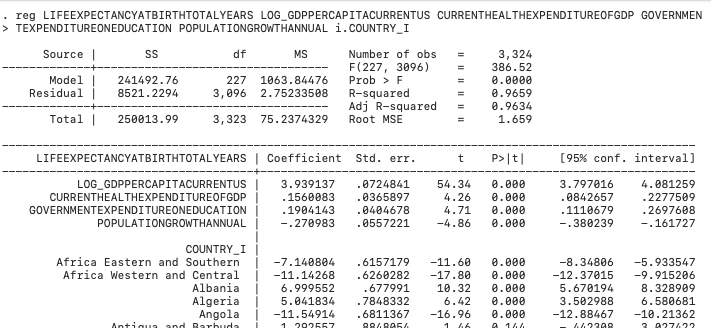 . reg LIFEEXPECTANCYATBIRTHTOTALYEARS LOG_GDPPERCAPITACURRENTUS CURRENTHEALTHEXPENDITUREOFGDP GOVERNMEN
> TEXPENDITUREONEDUCATION POPULATIONGROWTHANNUAL i.COUNTRY_I
Source | SS df MS Number of obs = 3,324
F(227, 3096) = 386.52
Model | 241492.76 227 1063.84476 Prob > F = 0.0000
Residual | 8521.2294 3,096 2.75233508 R-squared = 0.9659
Adj R-squared = 0.9634
Total | 250013.99 3,323 75.2374329 Root MSE = 1.659
LIFEEXPECTANCYATBIRTHTOTALYEARS | Coefficient Std. err. t P>|t| [95% conf. interval]
LOG_GDPPERCAPITACURRENTUS | 3.939137 .0724841 54.34 0.000 3.797016 4.081259
CURRENTHEALTHEXPENDITUREOFGDP | .1560083 .0365897 4.26 0.000 .0842657 .2277509
GOVERNMENTEXPENDITUREONEDUCATION | .1904143 .0404678 4.71 0.000 .1110679 .2697608
POPULATIONGROWTHANNUAL | -.270983 .0557221 -4.86 0.000 -.380239 -.161727
COUNTRY_I |
Africa Eastern and Southern | -7.140804 .6157179 -11.60 0.000 -8.34806 -5.933547
Africa Western and Central | -11.14268 .6260282 -17.80 0.000 -12.37015 -9.915206
Albania | 6.999552 .677991 10.32 0.000 5.670194 8.328909
Algeria | 5.041834 .7848332 6.42 0.000 3.502988 6.580681
Angola | -11.54914 .6811367 -16.96 0.000 -12.88467 -10.21362
Antigua and Barbuda | 1.292557 .8848054 1.46 0.144 -.442308 3.027422